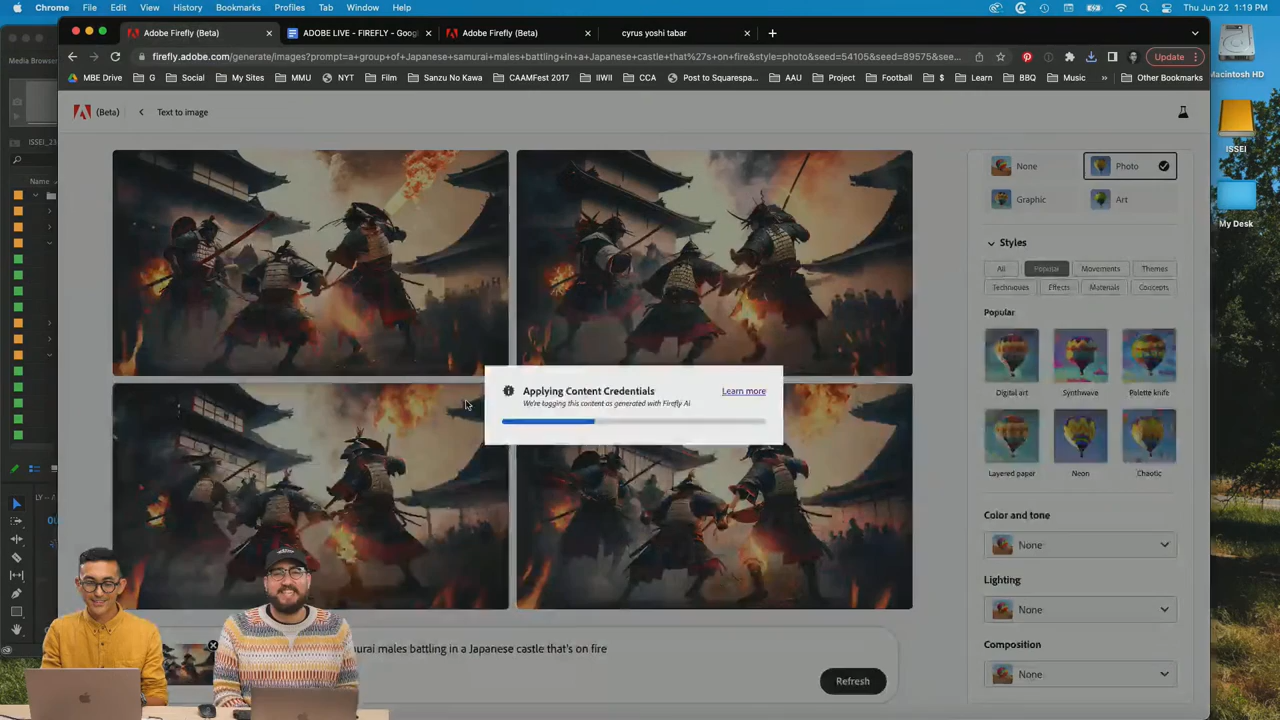 Chrome File Edit View History Bookmarks Profiles Tab Window Help
Thu Jun 22 1:19 PM
Adobe Firefly (Beta)
ADOBE LIVE - FIREFLY - Goog
Adobe Firefly (Beta)
cyrus yoshi tabar
firefly.adobe.com/generate/images?prompt=a+group+of+Japanese+samurai+males+battling+in+a+Japanese+castle+that%27s+on+fire&style=photo&seed=54105&seed=89575&see...
Update
MBE Drive G Social My Sites MMU NYT Film Sanzu No Kawa CAAMFest 2017 IIWII CCA Post to Squarespa... AAU Project Football $ Learn BBQ Music » Other Bookmarks
Macintosh HD
ISSEI
My Desk
Media Browser
ISSEI_23
Name
(Beta)
Text to image
None
Photo
Graphic
Art
Styles
All Popular Movements Themes
Techniques Effects Materials Concepts
Popular
Digital art Synthwave Palette knife
Layered paper Neon Chaotic
Color and tone
None
Lighting
None
Composition
None
Applying Content Credentials
Learn more
We're tagging this content as generated with Firefly Ai
urai males battling in a Japanese castle that's on fire
Refresh